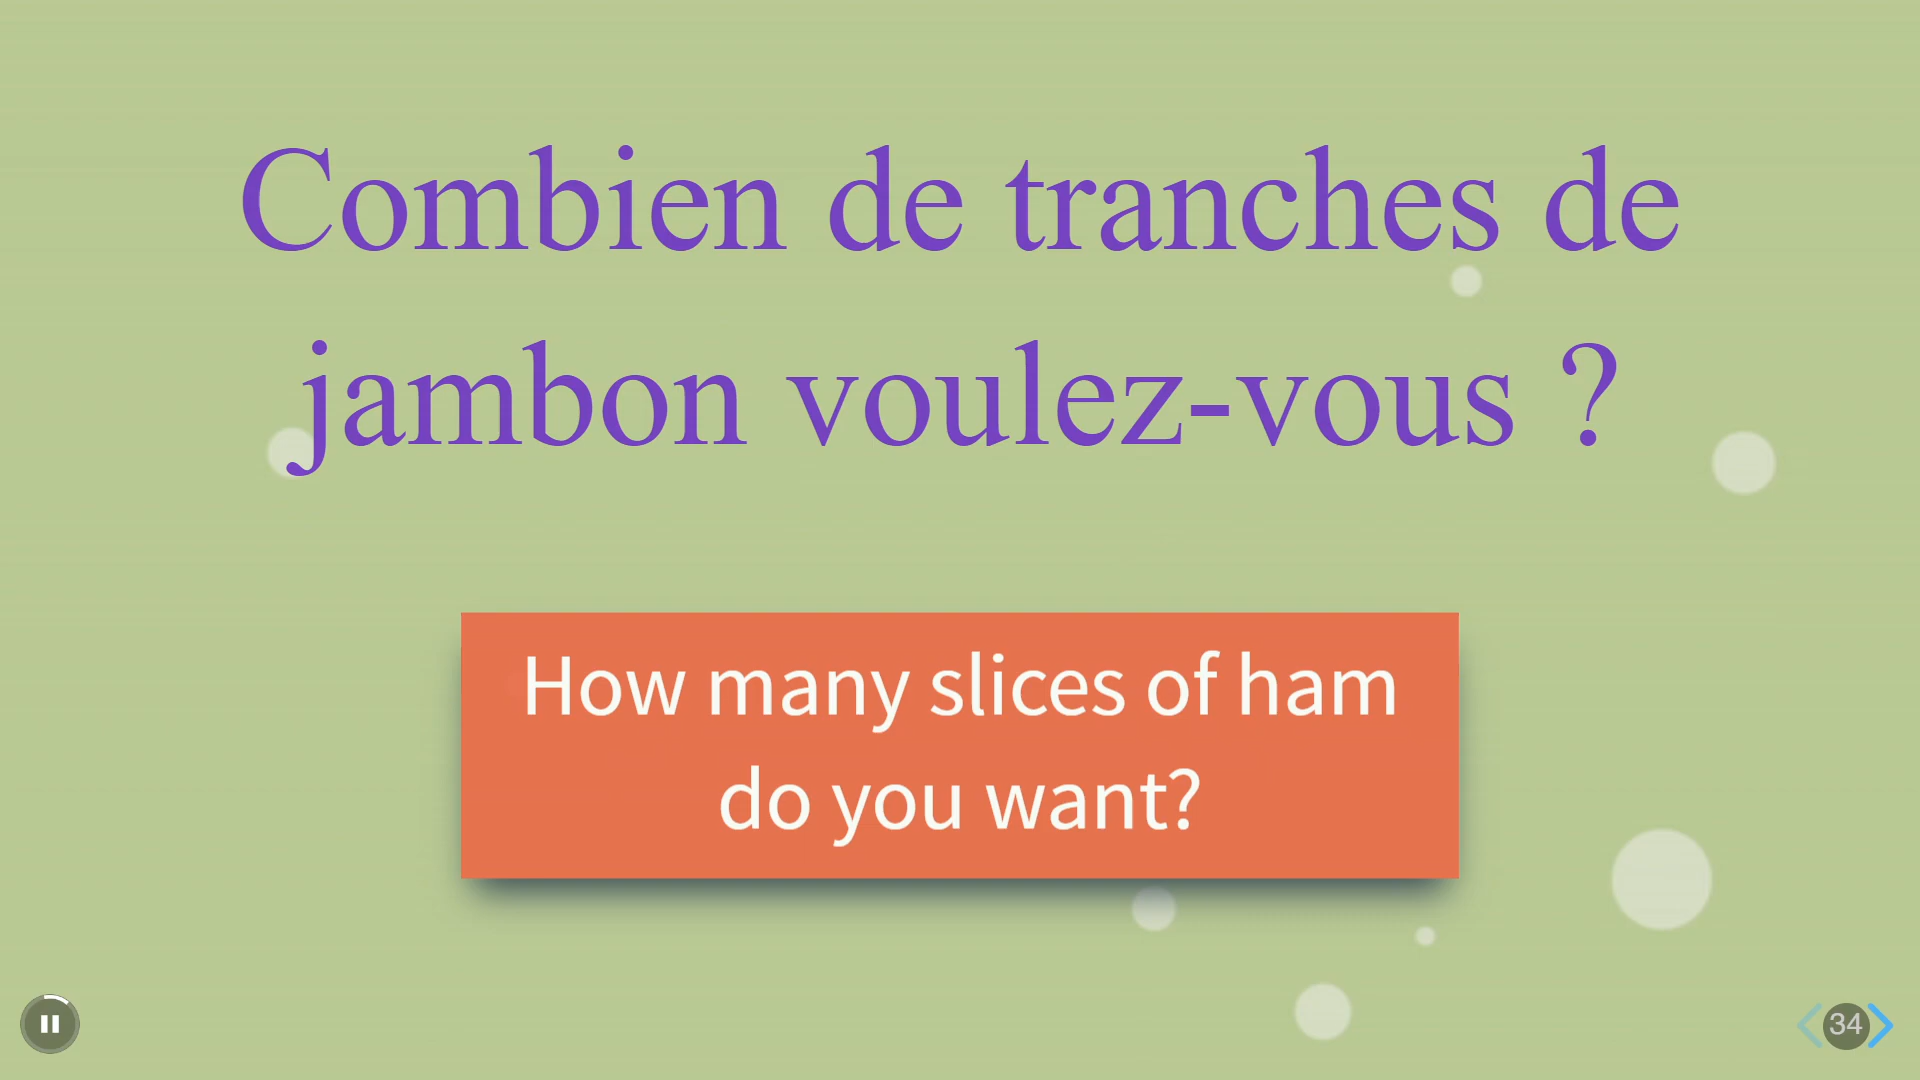 Combien de tranches de
jambon voulez-vous ?
How many slices of ham
do you want?
34